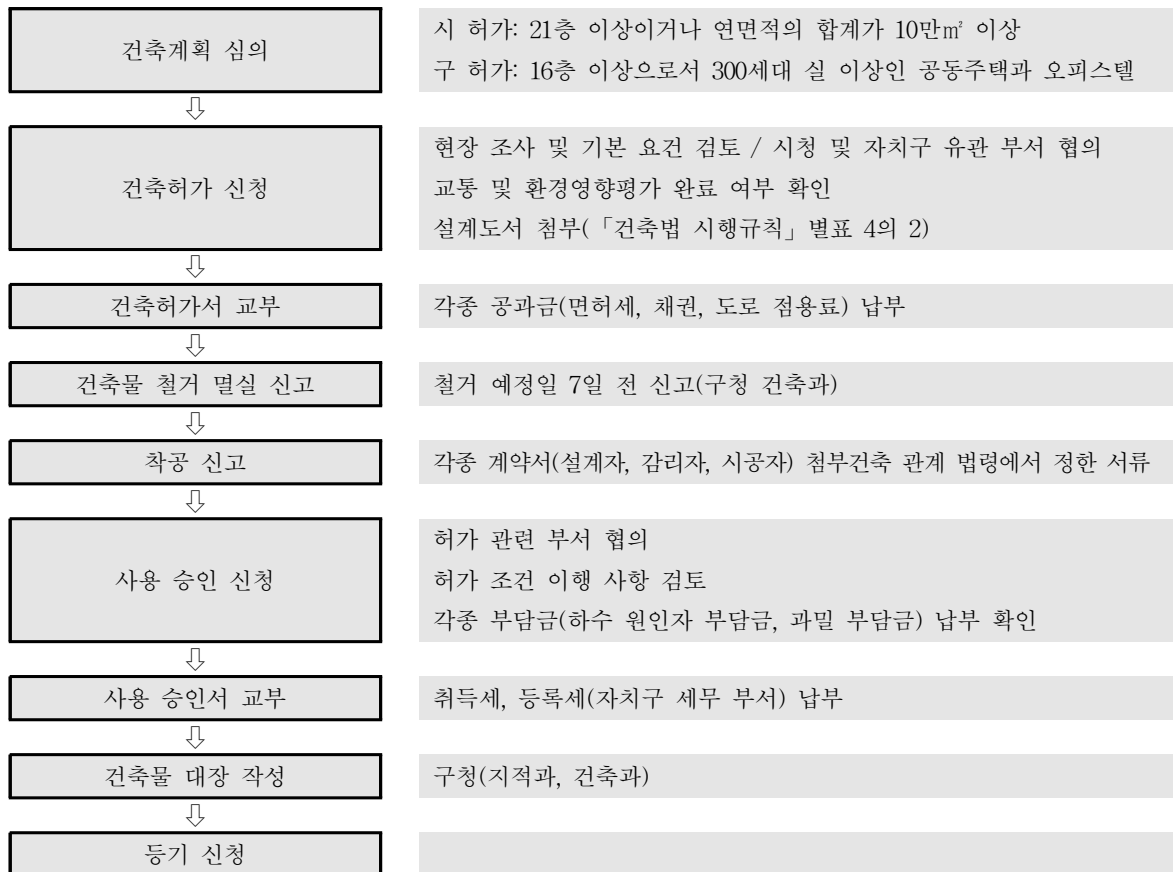 건축계획 심의
시 허가: 21층 이상이거나 연면적의 합계가 10만㎡ 이상
구 허가: 16층 이상으로서 300세대 실 이상인 공동주택과 오피스텔
⇩
건축허가 신청
현장 조사 및 기본 요건 검토 / 시청 및 자치구 유관 부서 협의
교통 및 환경영향평가 완료 여부 확인
설계도서 첨부(「건축법 시행규칙」별표 4의 2)
⇩
건축허가서 교부
각종 공과금(면허세, 채권, 도로 점용료) 납부
⇩
건축물 철거 멸실 신고
철거 예정일 7일 전 신고(구청 건축과)
⇩
착공 신고
각종 계약서(설계자, 감리자, 시공자) 첨부건축 관계 법령에서 정한 서류
⇩
사용 승인 신청
허가 관련 부서 협의
허가 조건 이행 사항 검토
각종 부담금(하수 원인자 부담금, 과밀 부담금) 납부 확인
⇩
사용 승인서 교부
취득세, 등록세(자치구 세무 부서) 납부
⇩
건축물 대장 작성
구청(지적과, 건축과)
⇩
등기 신청